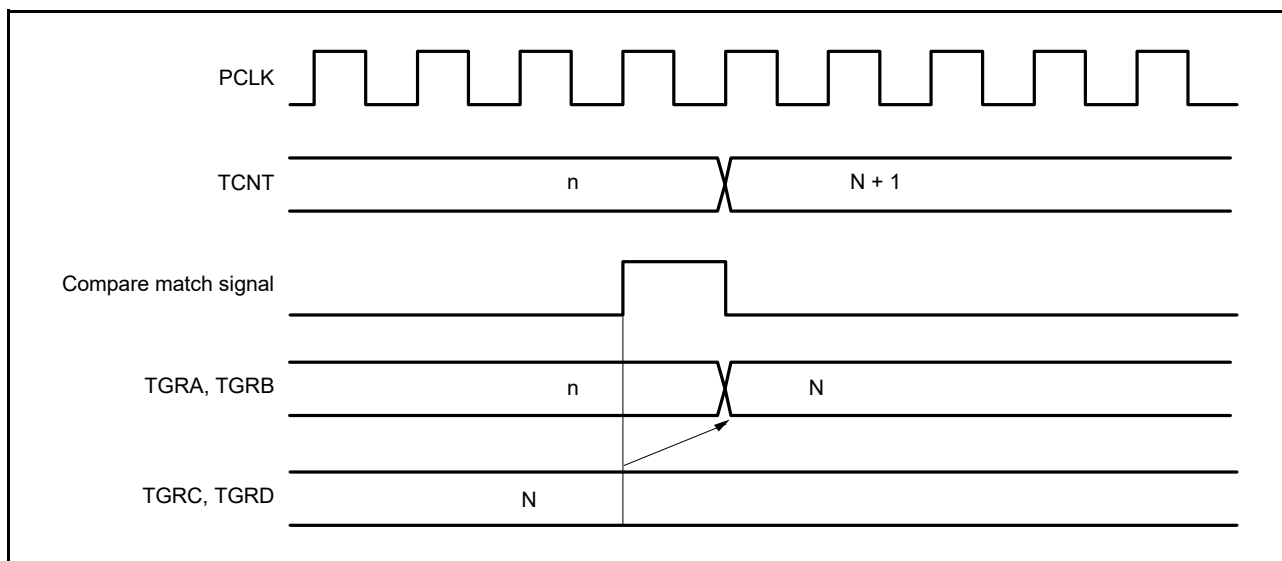 PCLK
TCNT n N + 1
Compare match signal
TGRA, TGRB n N
TGRC, TGRD N